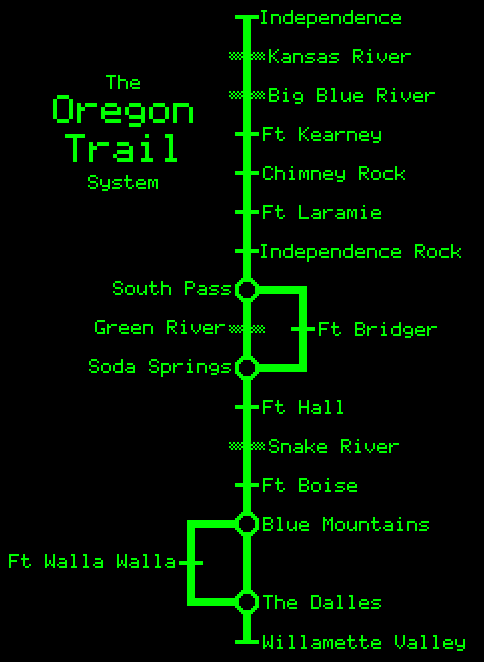 The
Oregon
Trail
System
Independence
Kansas River
Big Blue River
Ft Kearney
Chimney Rock
Ft Laramie
Independence Rock
South Pass
Green River
Ft Bridger
Soda Springs
Ft Hall
Snake River
Ft Boise
Blue Mountains
Ft Walla Walla
The Dalles
Willamette Valley